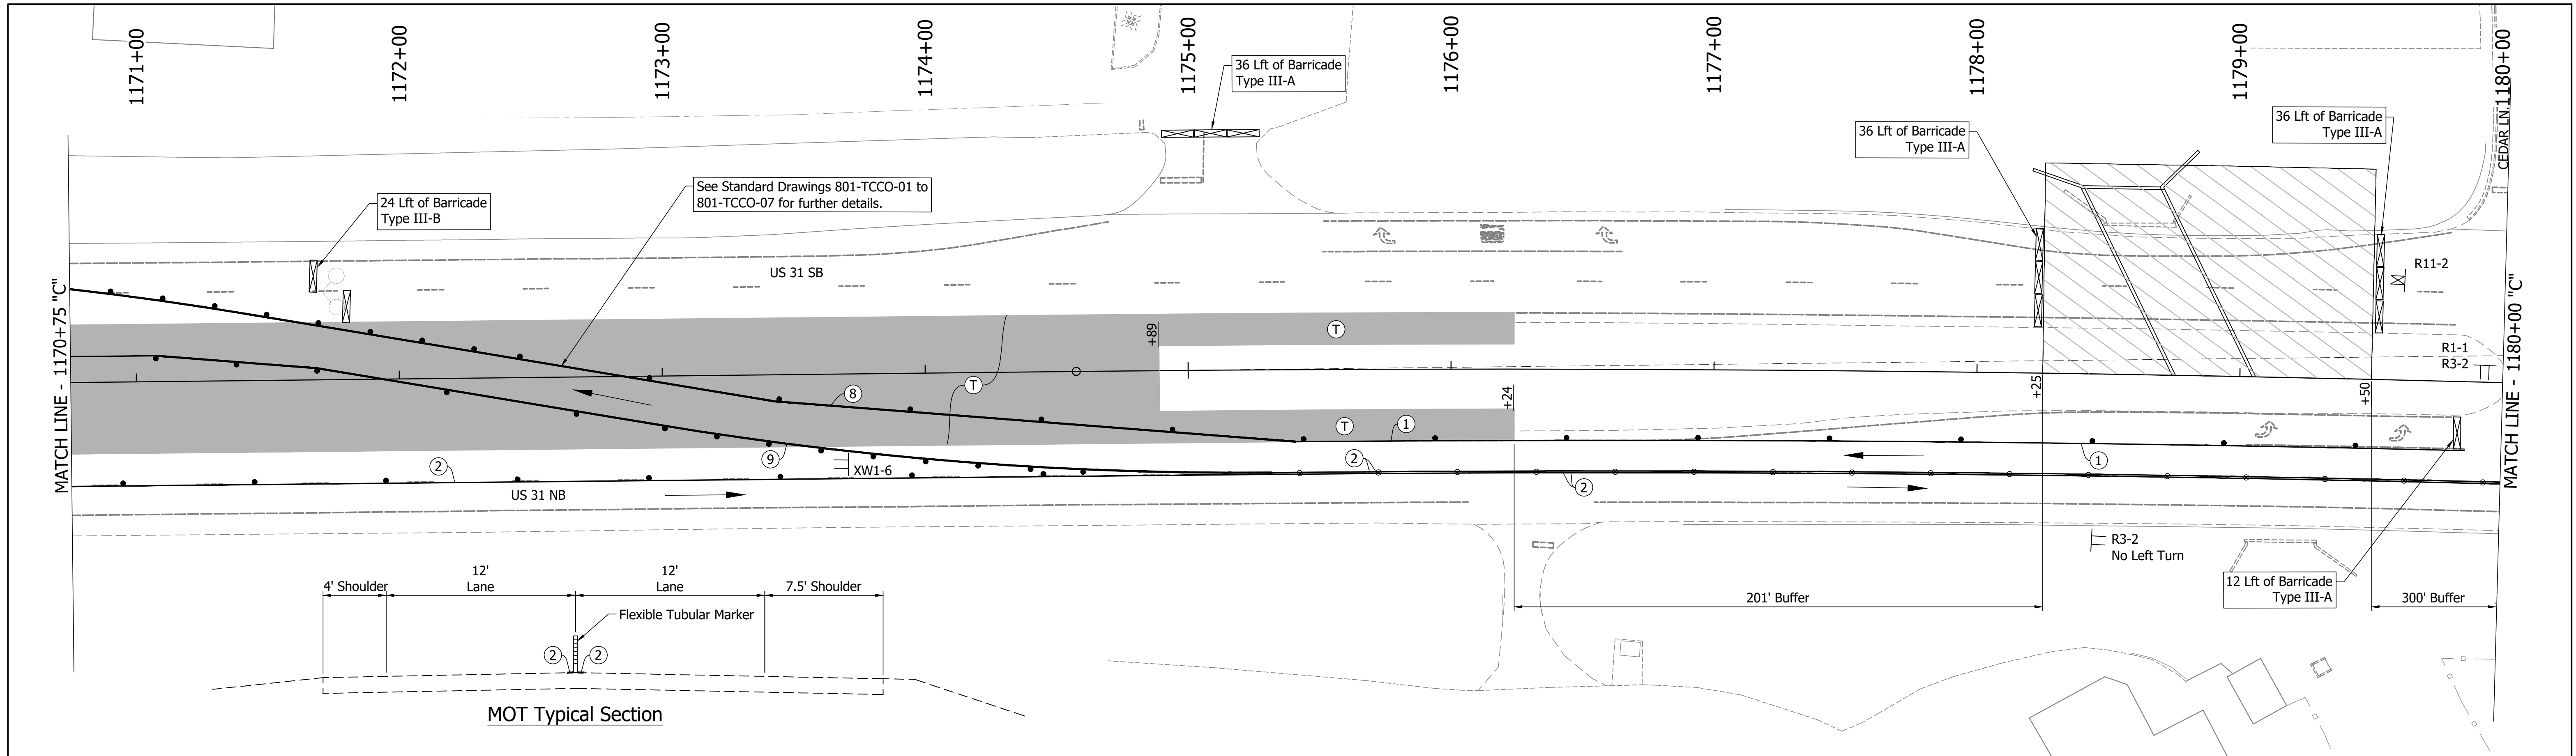 1171+00
1172+00
1173+00
1174+00
1175+00
1176+00
1177+00
1178+00
1179+00
1180+00
CEDAR LN.
36 Lft of Barricade
Type III-A
36 Lft of Barricade
Type III-A
36 Lft of Barricade
Type III-A
24 Lft of Barricade
Type III-B
See Standard Drawings 801-TCCO-01 to
801-TCCO-07 for further details.
US 31 SB
R11-2
MATCH LINE - 1170+75 "C"
MATCH LINE - 1180+00 "C"
+89
T
R1-1
R3-2
T
8
+24
+25
+50
T
1
9
XW1-6
2
2
1
2
US 31 NB
R3-2
No Left Turn
12 Lft of Barricade
Type III-A
201' Buffer
300' Buffer
4' Shoulder
12'
Lane
12'
Lane
7.5' Shoulder
Flexible Tubular Marker
2
2
MOT Typical Section